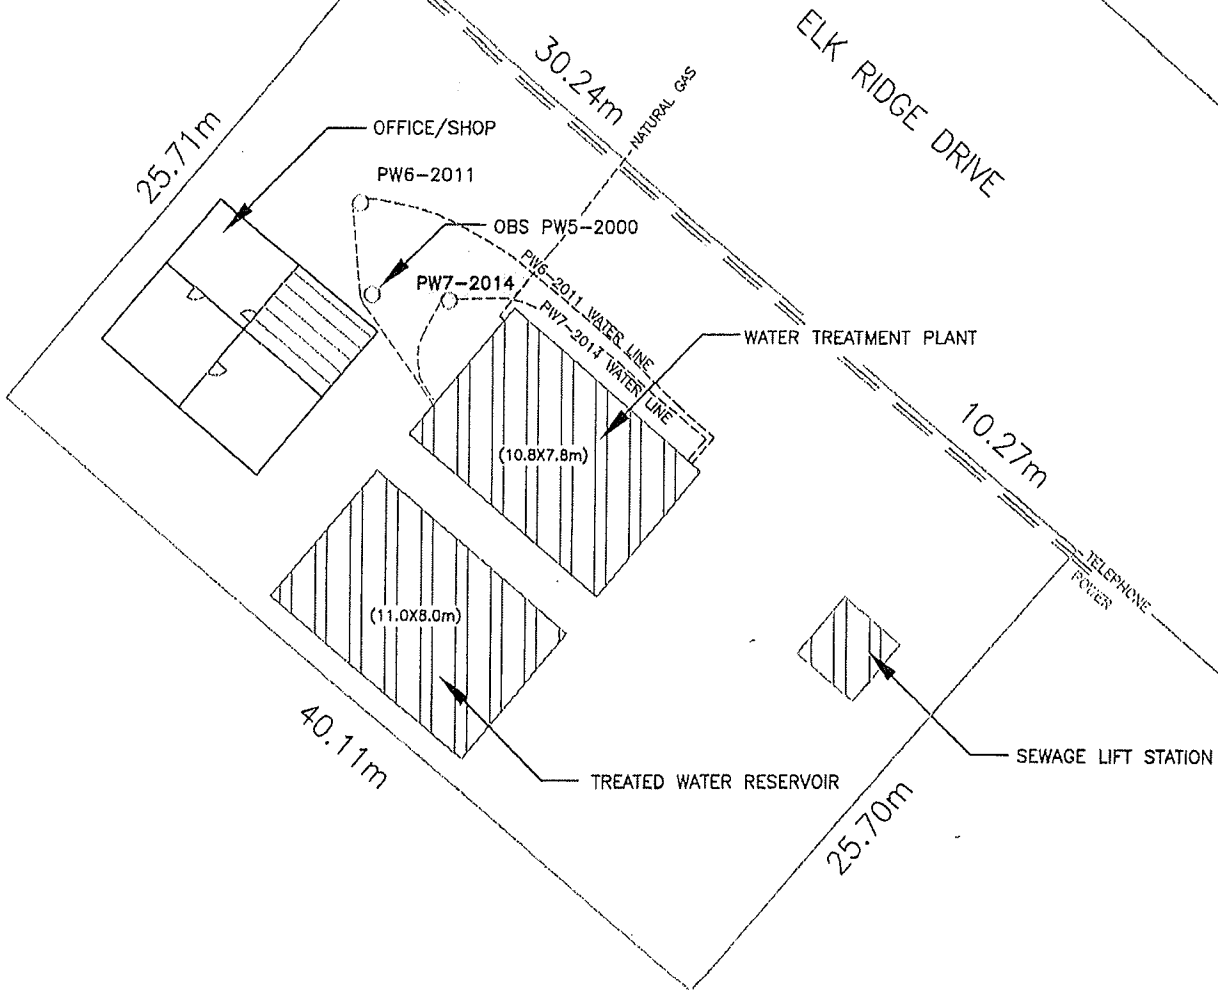 ELK RIDGE DRIVE
30.24m
NATURAL GAS
25.71m
OFFICE/SHOP
PW6-2011
OBS PW5-2000
PW7-2014
PW6-2011 WATER LINE
PW7-2014 WATER LINE
WATER TREATMENT PLANT
10.27m
(10.8X7.8m)
TELEPHONE
POWER
(11.0X8.0m)
40.11m
SEWAGE LIFT STATION
TREATED WATER RESERVOIR
25.70m